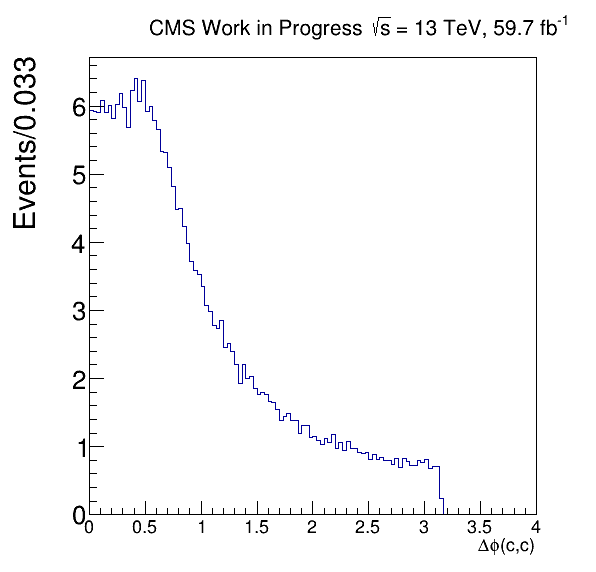 CMS Work in Progress √s = 13 TeV, 59.7 fb⁻¹
Events/0.033
6
5
4
3
2
1
0
0 0.5 1 1.5 2 2.5 3 3.5 4
Δϕ(c,c)